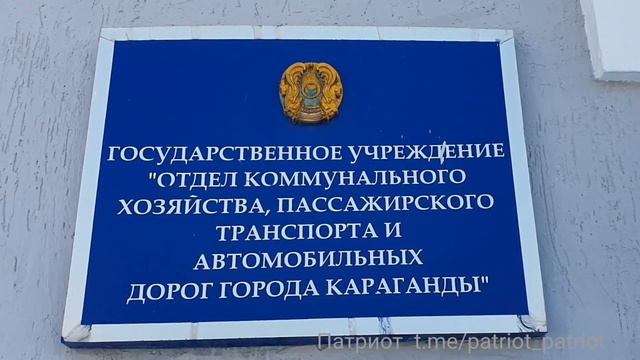 ГОСУДАРСТВЕННОЕ УЧРЕЖДЕНИЕ
"ОТДЕЛ КОММУНАЛЬНОГО
ХОЗЯЙСТВА, ПАССАЖИРСКОГО
ТРАНСПОРТА И
АВТОМОБИЛЬНЫХ
ДОРОГ ГОРОДА КАРАГАНДЫ"
Патриот t.me/patriot_patriot